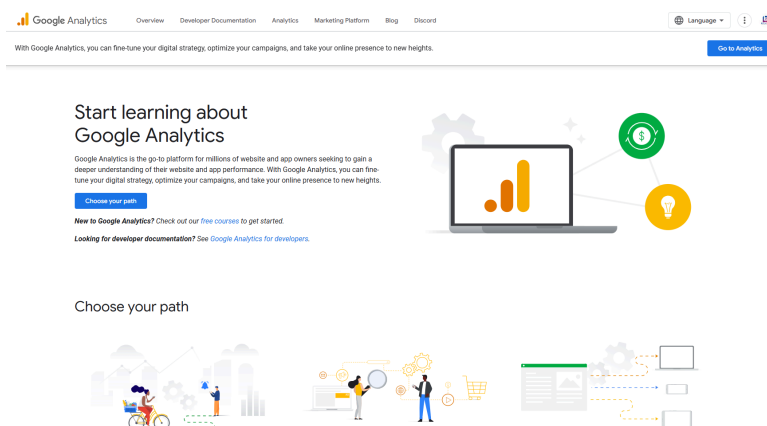 Google Analytics Overview Developer Documentation Analytics Marketing Platform Blog Discord Language
With Google Analytics, you can fine-tune your digital strategy, optimize your campaigns, and take your online presence to new heights. Go to Analytics
Start learning about
Google Analytics
Google Analytics is the go-to platform for millions of website and app owners seeking to gain a
deeper understanding of their website and app performance. With Google Analytics, you can fine-
tune your digital strategy, optimize your campaigns, and take your online presence to new heights.
Choose your path
New to Google Analytics? Check out our free courses to get started.
Looking for developer documentation? See Google Analytics for developers.
$
Choose your path